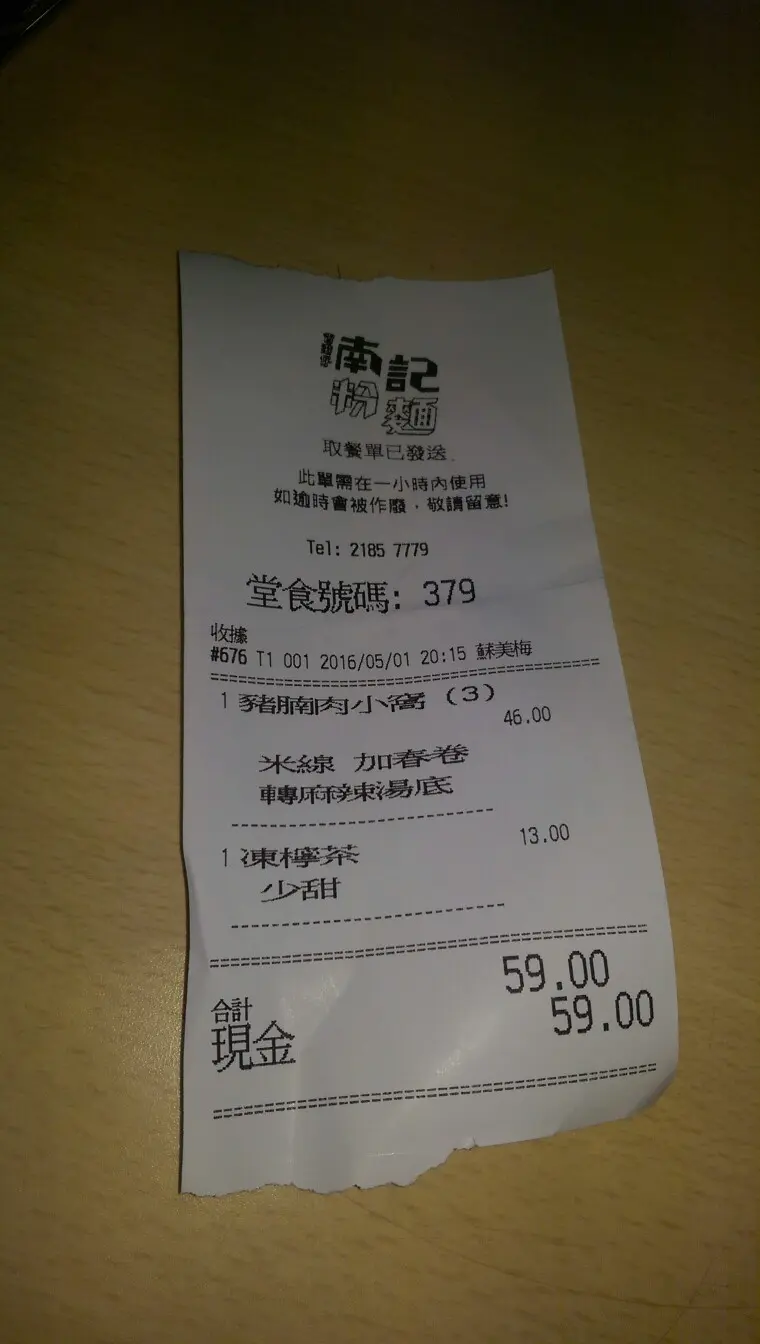 南記
粉麵
取餐單已發送
此單需在一小時內使用
如逾時會被作廢，敬請留意!
Tel: 2185 7779
堂食號碼: 379
收據
#676 T1 001 2016/05/01 20:15 蘇美梅
1 豬腩肉小窩 (3) 46.00
米線 加春卷
轉麻辣湯底
1 凍檸茶 13.00
少甜
合計 59.00
現金 59.00